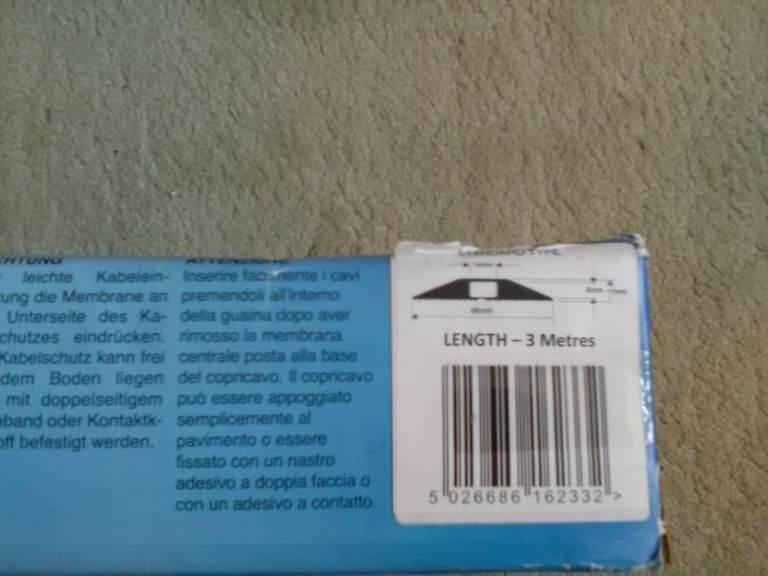 leichte Kabelein-
rung die Membrane an
Unterseite des Ka-
chutzes eindrücken.
Kabelschutz kann frei
dem Boden liegen
mit doppelseitigem
eband oder Kontaktk-
off befestigt werden.
ATTENZIONE
Inserire facilmente i cavi
premendoli all'interno
della guaina dopo aver
rimosso la membrana
centrale posta alla base
del copricavo. Il copricavo
può essere appoggiato
semplicemente al
pavimento o essere
fissato con un nastro
adesivo a doppia faccia o
con un adesivo a contatto.
STANDARD TYPE
LENGTH – 3 Metres
5 026686 162332 >